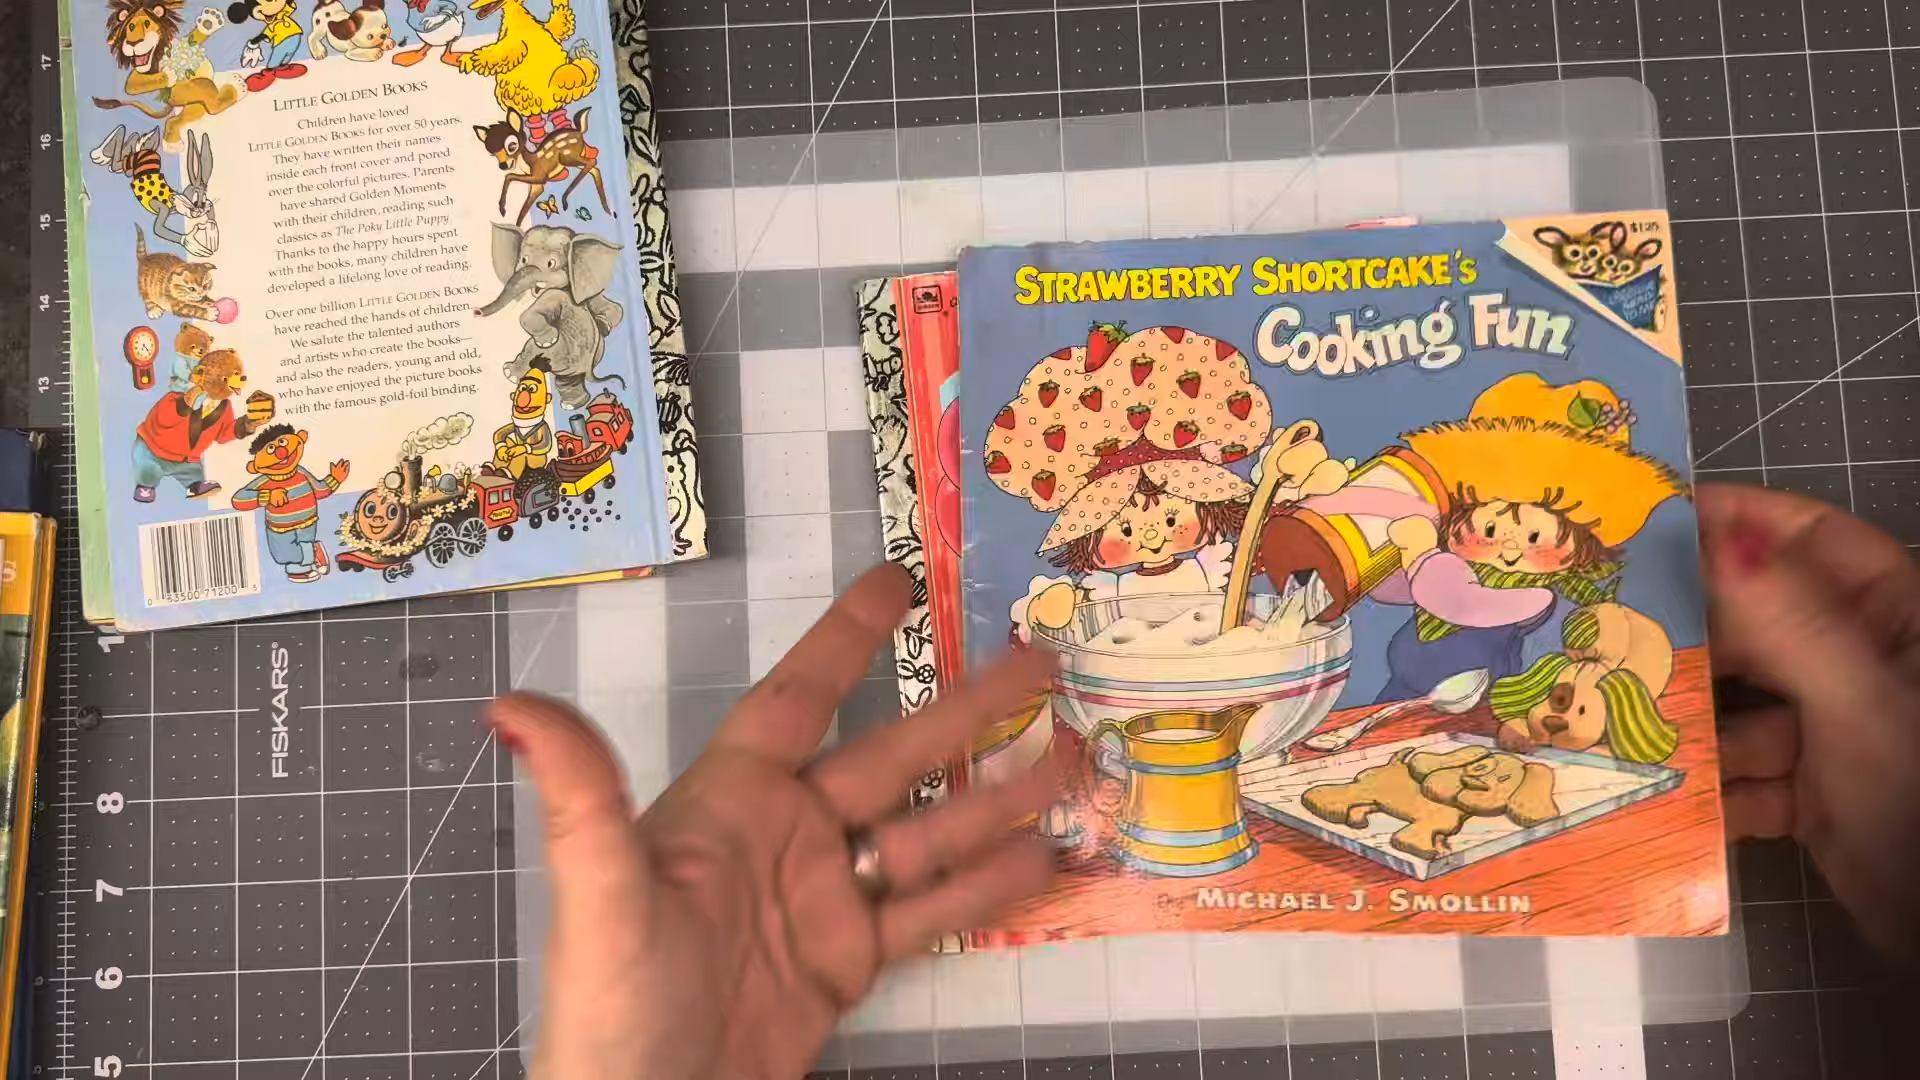 LITTLE GOLDEN BOOKS
Children have loved
LITTLE GOLDEN BOOKS for over 50 years.
They have written their names
inside each front cover and pored
over the colorful pictures. Parents
have shared Golden Moments
with their children, reading such
classics as The Poky Little Puppy.
Thanks to the happy hours spent
with the books, many children have
developed a lifelong love of reading.
Over one billion LITTLE GOLDEN BOOKS
have reached the hands of children.
We salute the talented authors
and artists who create the books—
and also the readers, young and old,
who have enjoyed the picture books
with the famous gold-foil binding.
0 33500 71200 3
STRAWBERRY SHORTCAKE'S
Cooking Fun
$1.25
MICHAEL J. SMOLLIN
FISKARS
17
16
15
14
13
8
7
6
5